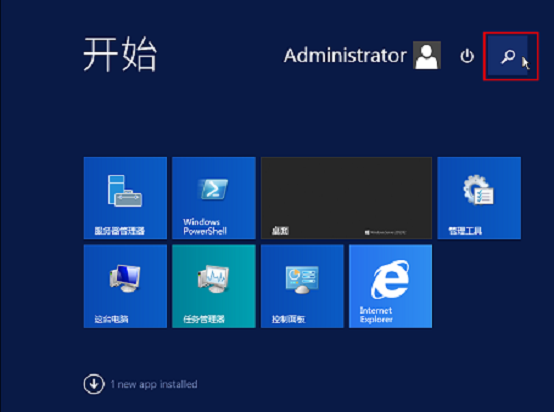 开始
Administrator
服务器管理器
Windows
PowerShell
桌面
管理工具
这台电脑
任务管理器
控制面板
Internet
Explorer
1 new app installed